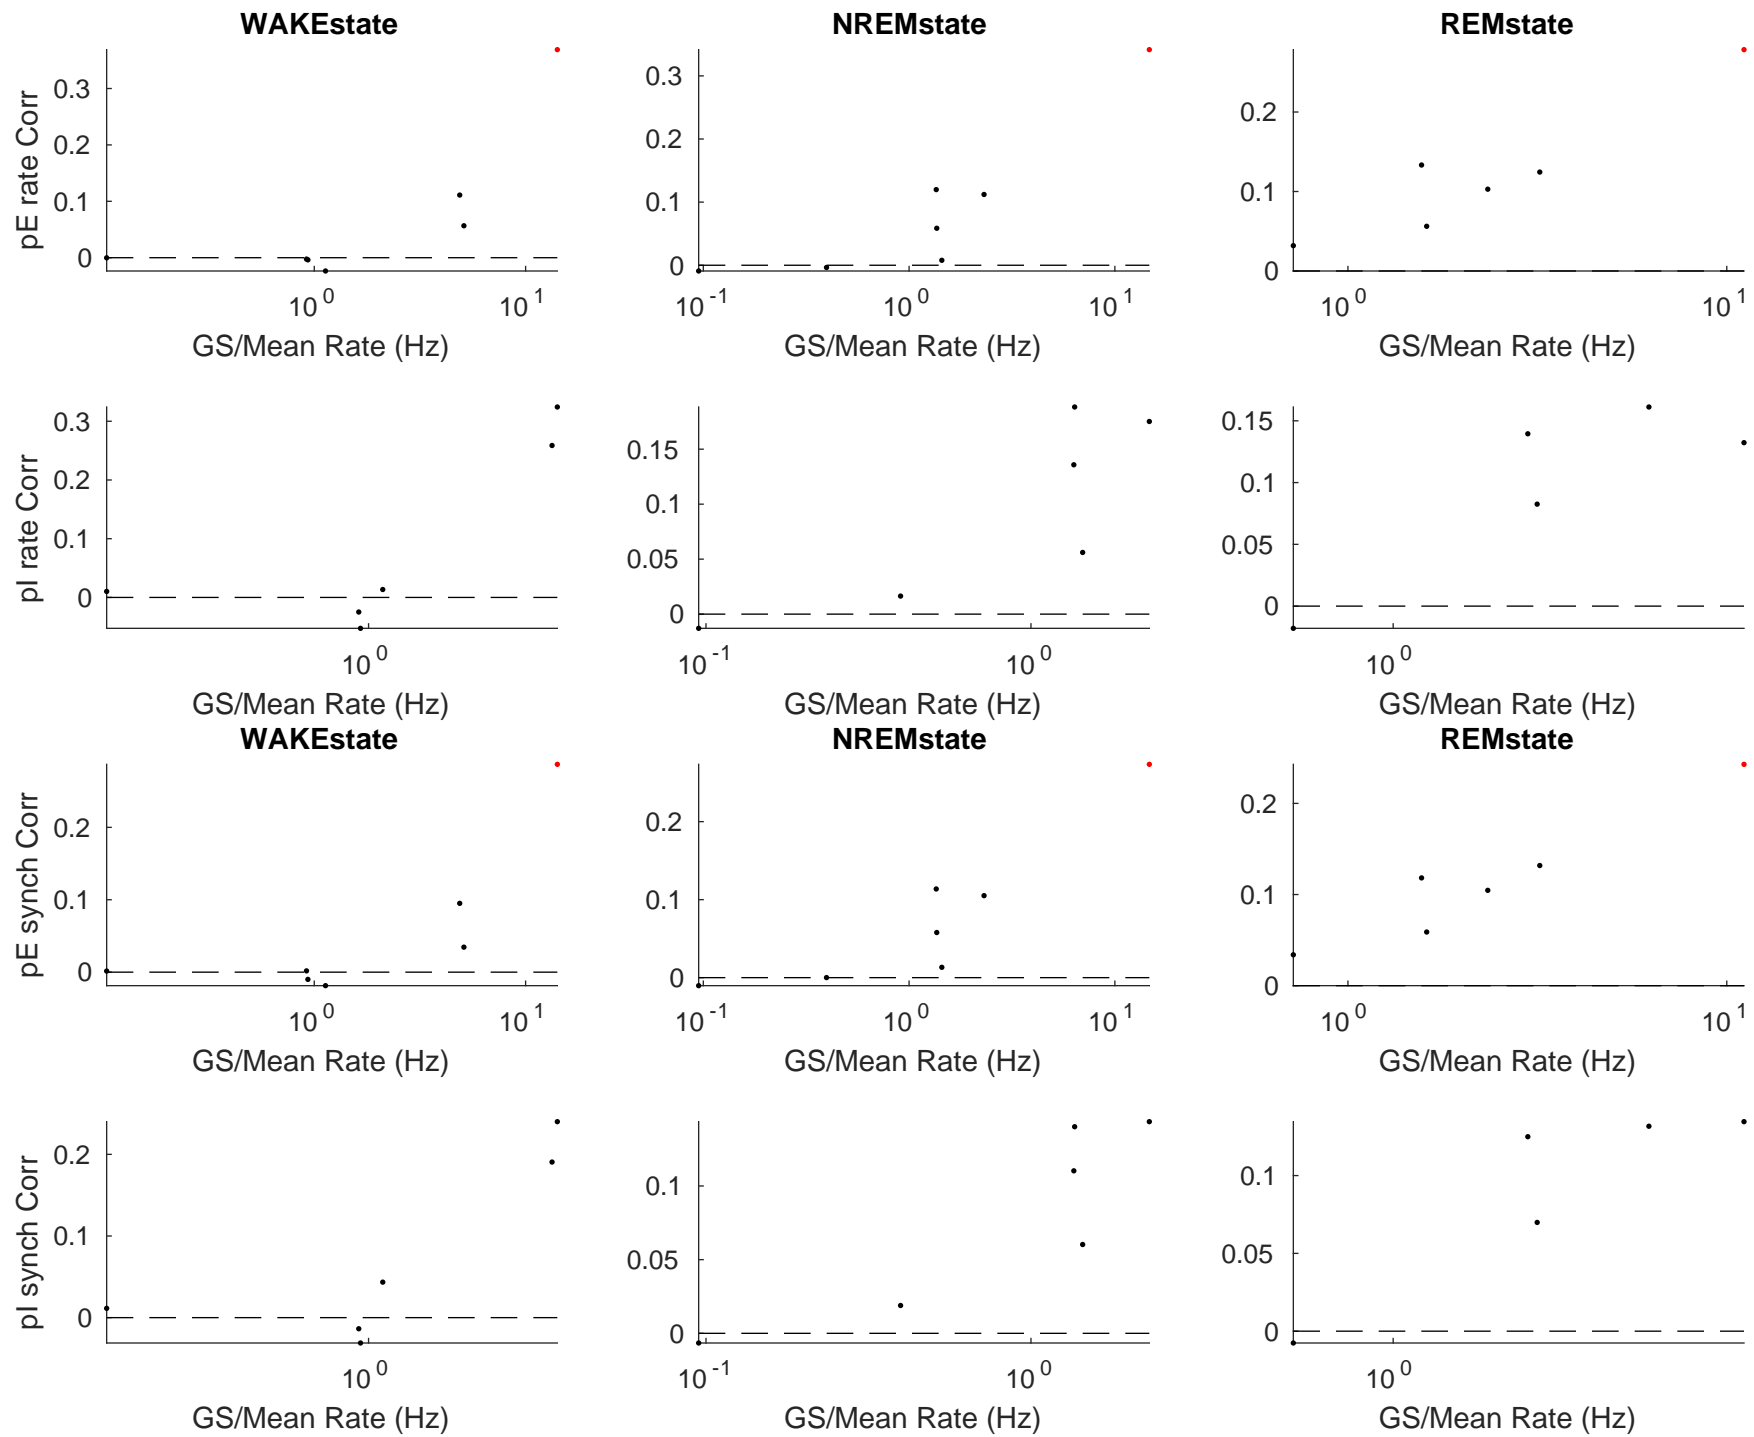 WAKEstate NREMstate REMstate
pE rate Corr
0.3
0.2
0.1
0
10^0 10^1
GS/Mean Rate (Hz)
0.3
0.2
0.1
0
10^-1 10^0 10^1
GS/Mean Rate (Hz)
0.2
0.1
0
10^0 10^1
GS/Mean Rate (Hz)
pI rate Corr
0.3
0.2
0.1
0
10^0
GS/Mean Rate (Hz)
0.15
0.1
0.05
0
10^-1 10^0
GS/Mean Rate (Hz)
0.15
0.1
0.05
0
10^0
GS/Mean Rate (Hz)
WAKEstate NREMstate REMstate
pE synch Corr
0.2
0.1
0
10^0 10^1
GS/Mean Rate (Hz)
0.2
0.1
0
10^-1 10^0 10^1
GS/Mean Rate (Hz)
0.2
0.1
0
10^0 10^1
GS/Mean Rate (Hz)
pI synch Corr
0.2
0.1
0
10^0
GS/Mean Rate (Hz)
0.1
0.05
0
10^-1 10^0
GS/Mean Rate (Hz)
0.1
0.05
0
10^0
GS/Mean Rate (Hz)